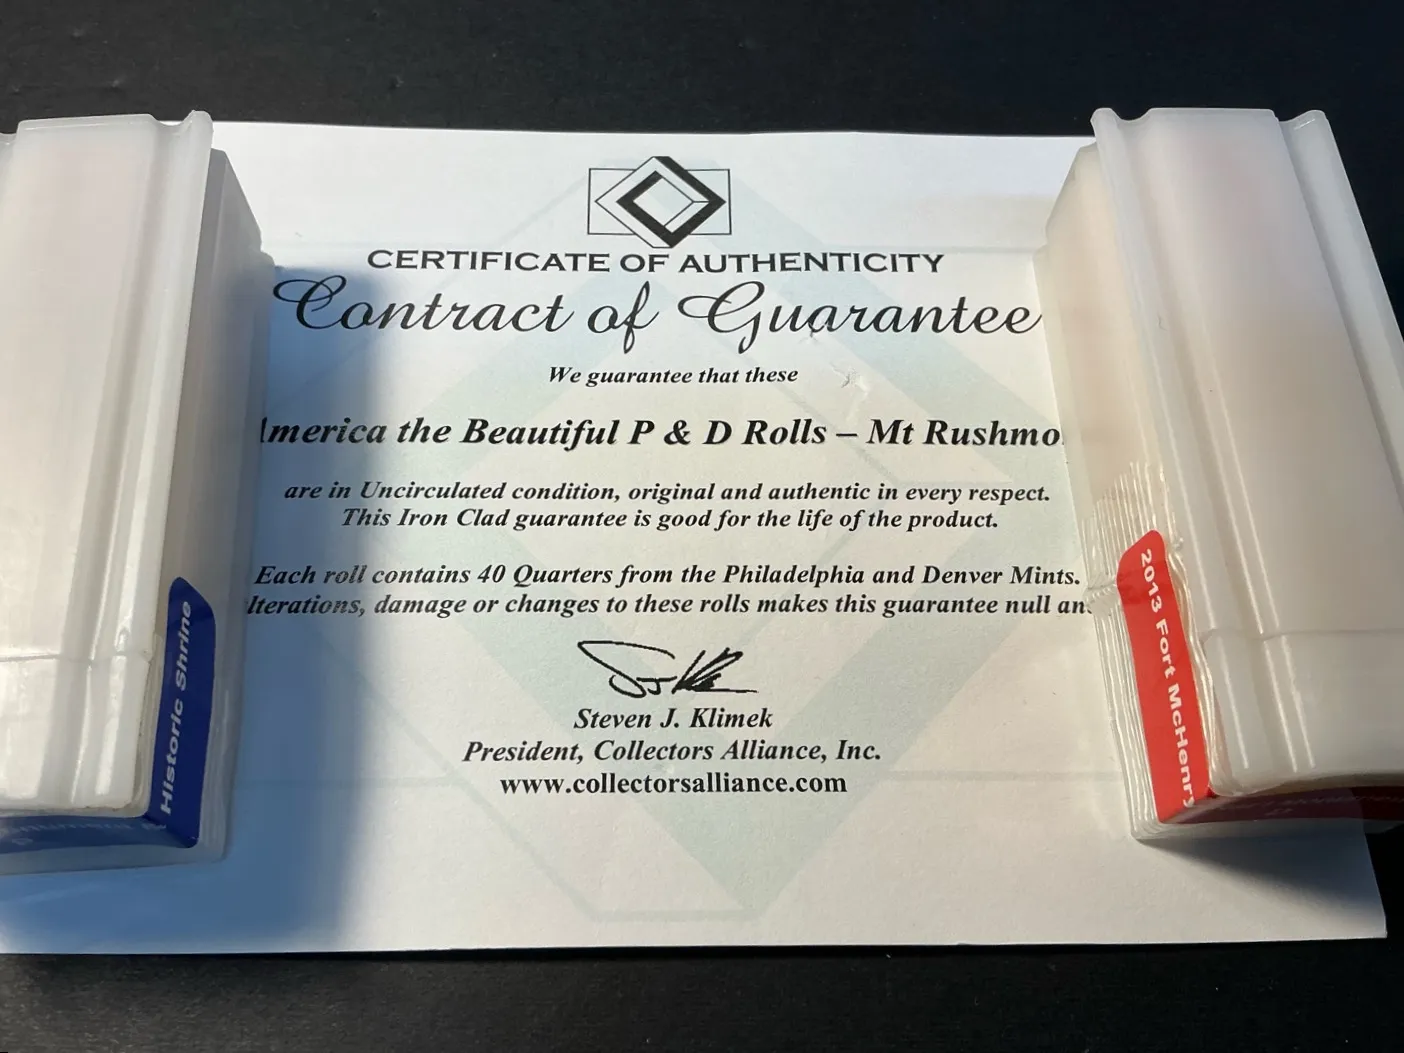 CERTIFICATE OF AUTHENTICITY
Contract of Guarantee
We guarantee that these
merica the Beautiful P & D Rolls – Mt Rushmo
are in Uncirculated condition, original and authentic in every respect.
This Iron Clad guarantee is good for the life of the product.
Each roll contains 40 Quarters from the Philadelphia and Denver Mints.
lterations, damage or changes to these rolls makes this guarantee null an
Steven J. Klimek
President, Collectors Alliance, Inc.
www.collectorsalliance.com
Historic Shrine
2013 Fort McHenry